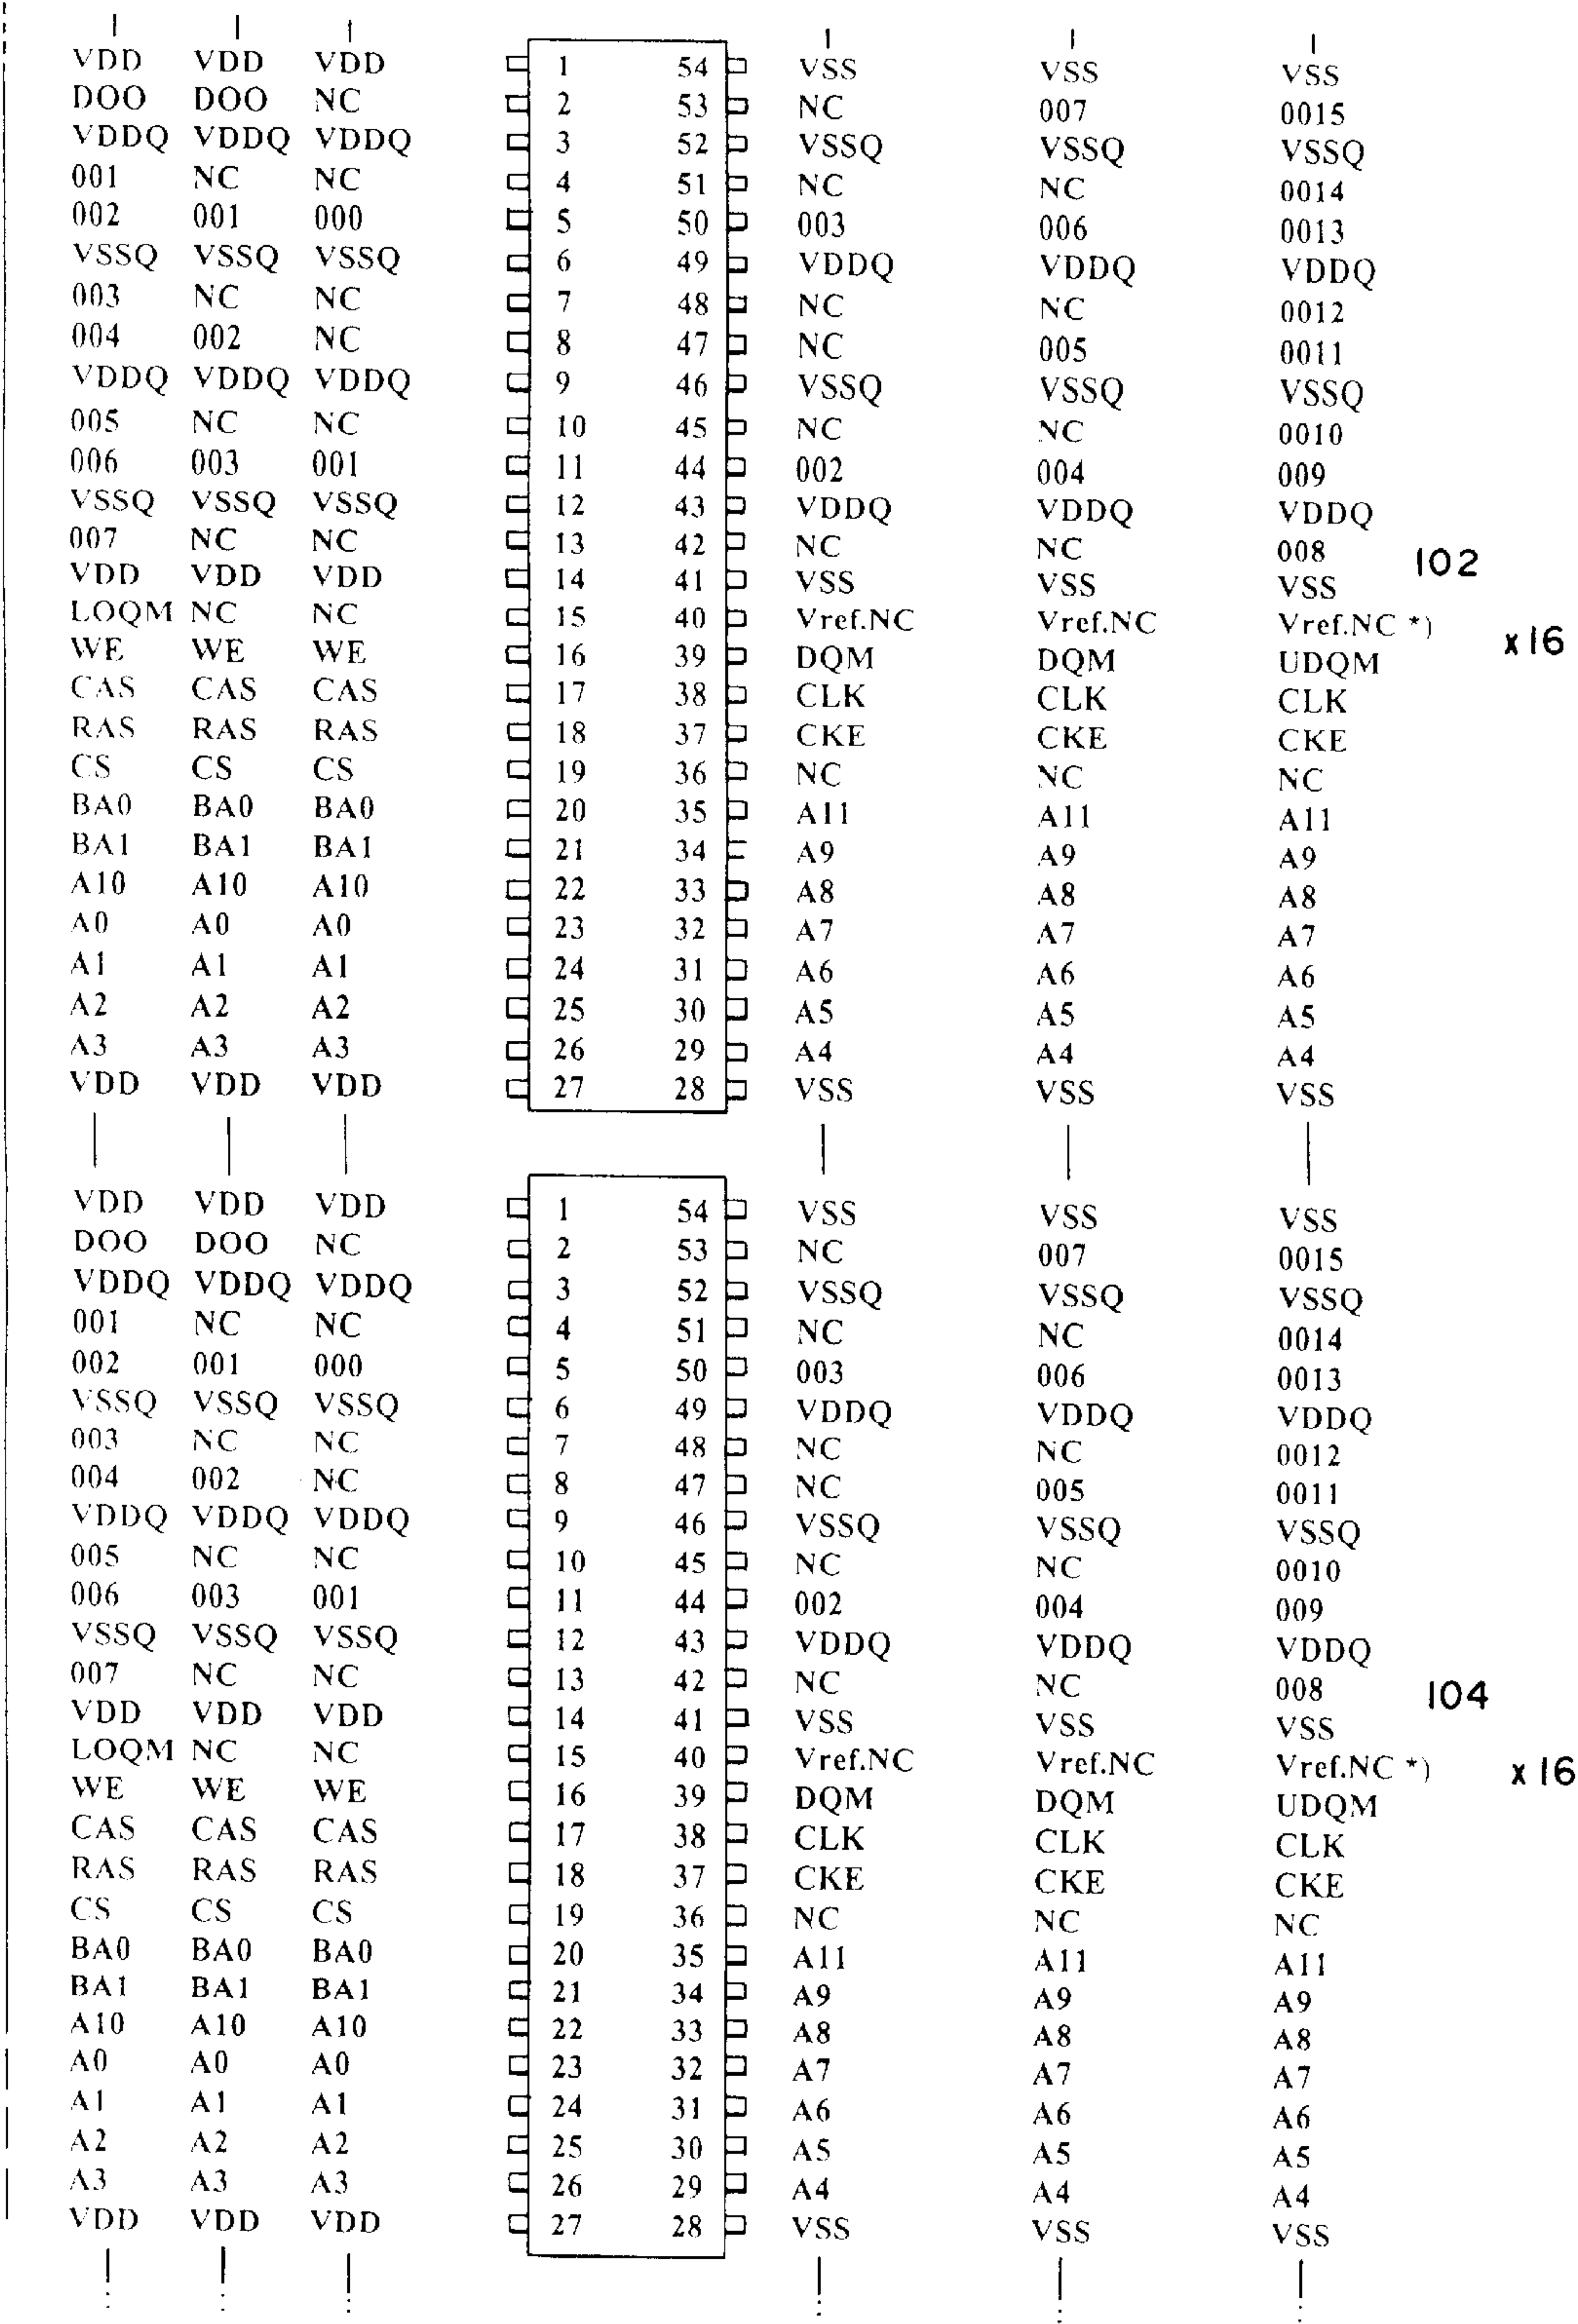 VDD VDD VDD 1 54 VSS VSS VSS
DOO DOO NC 2 53 NC 007 0015
VDDQ VDDQ VDDQ 3 52 VSSQ VSSQ VSSQ
001 NC NC 4 51 NC NC 0014
002 001 000 5 50 003 006 0013
VSSQ VSSQ VSSQ 6 49 VDDQ VDDQ VDDQ
003 NC NC 7 48 NC NC 0012
004 002 NC 8 47 NC 005 0011
VDDQ VDDQ VDDQ 9 46 VSSQ VSSQ VSSQ
005 NC NC 10 45 NC NC 0010
006 003 001 11 44 002 004 009
VSSQ VSSQ VSSQ 12 43 VDDQ VDDQ VDDQ
007 NC NC 13 42 NC NC 008 102
VDD VDD VDD 14 41 VSS VSS VSS
LOQM NC NC 15 40 Vref.NC Vref.NC Vref.NC *) x16
WE WE WE 16 39 DQM DQM UDQM
CAS CAS CAS 17 38 CLK CLK CLK
RAS RAS RAS 18 37 CKE CKE CKE
CS CS CS 19 36 NC NC NC
BA0 BA0 BA0 20 35 A11 A11 A11
BA1 BA1 BA1 21 34 A9 A9 A9
A10 A10 A10 22 33 A8 A8 A8
A0 A0 A0 23 32 A7 A7 A7
A1 A1 A1 24 31 A6 A6 A6
A2 A2 A2 25 30 A5 A5 A5
A3 A3 A3 26 29 A4 A4 A4
VDD VDD VDD 27 28 VSS VSS VSS
VDD VDD VDD 1 54 VSS VSS VSS
DOO DOO NC 2 53 NC 007 0015
VDDQ VDDQ VDDQ 3 52 VSSQ VSSQ VSSQ
001 NC NC 4 51 NC NC 0014
002 001 000 5 50 003 006 0013
VSSQ VSSQ VSSQ 6 49 VDDQ VDDQ VDDQ
003 NC NC 7 48 NC NC 0012
004 002 NC 8 47 NC 005 0011
VDDQ VDDQ VDDQ 9 46 VSSQ VSSQ VSSQ
005 NC NC 10 45 NC NC 0010
006 003 001 11 44 002 004 009
VSSQ VSSQ VSSQ 12 43 VDDQ VDDQ VDDQ
007 NC NC 13 42 NC NC 008 104
VDD VDD VDD 14 41 VSS VSS VSS
LOQM NC NC 15 40 Vref.NC Vref.NC Vref.NC *) x16
WE WE WE 16 39 DQM DQM UDQM
CAS CAS CAS 17 38 CLK CLK CLK
RAS RAS RAS 18 37 CKE CKE CKE
CS CS CS 19 36 NC NC NC
BA0 BA0 BA0 20 35 A11 A11 A11
BA1 BA1 BA1 21 34 A9 A9 A9
A10 A10 A10 22 33 A8 A8 A8
A0 A0 A0 23 32 A7 A7 A7
A1 A1 A1 24 31 A6 A6 A6
A2 A2 A2 25 30 A5 A5 A5
A3 A3 A3 26 29 A4 A4 A4
VDD VDD VDD 27 28 VSS VSS VSS